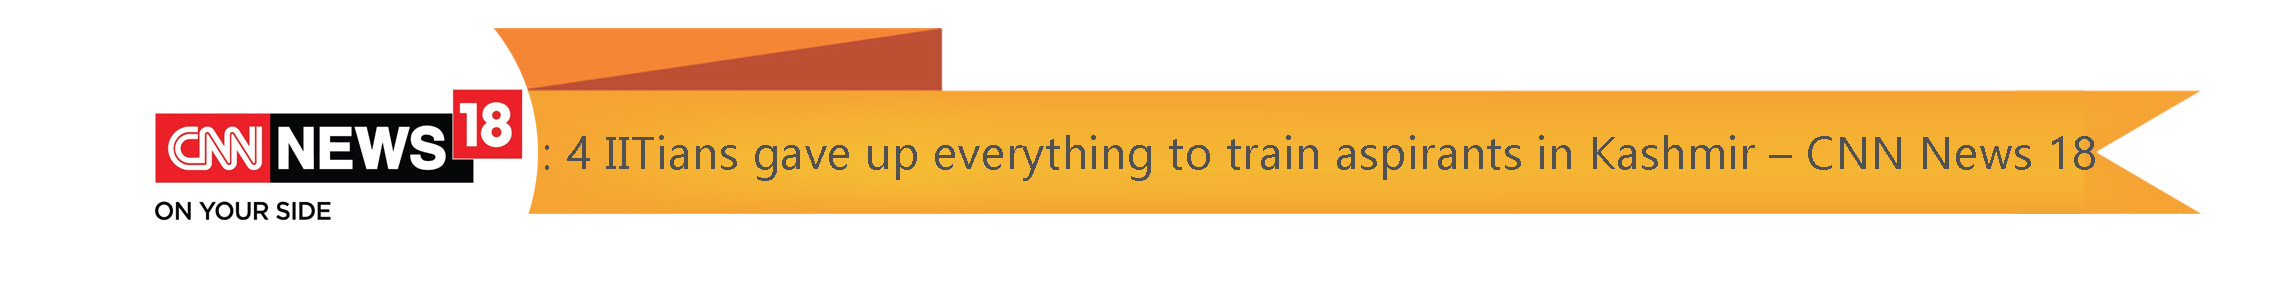 CNN NEWS 18
: 4 IITians gave up everything to train aspirants in Kashmir – CNN News 18
ON YOUR SIDE